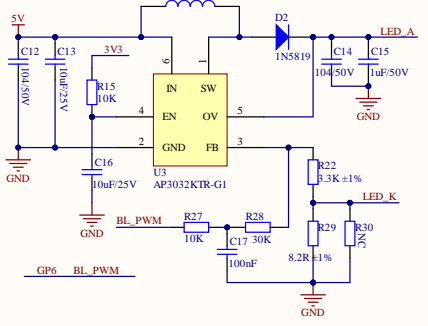 5V
D2
LED_A
C12
C13
3V3
1N5819
C14
C15
104/50V
10uF/25V
104/50V
1uF/50V
6
1
IN
SW
R15
10K
4
EN
OV
5
GND
2
GND
FB
3
GND
C16
10uF/25V
U3
AP3032KTR-G1
R22
3.3K ±1%
LED_K
GND
BL_PWM
R27
10K
R28
30K
R29
R30
NC
C17
100nF
8.2R ±1%
GP6 BL_PWM
GND